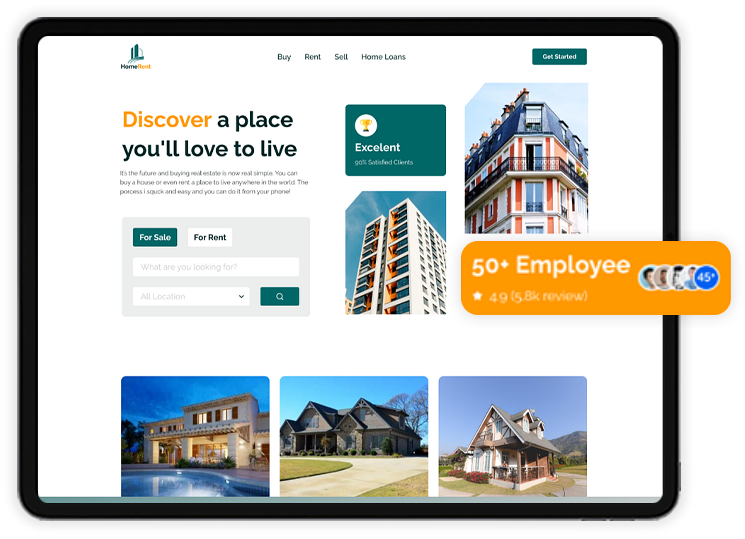 HomeRent
Buy Rent Sell Home Loans
Get Started
Discover a place
you'll love to live
It's the future and buying real estate is now real simple. You can
buy a house or even rent a place to live anywhere in the world. The
porcess i squck and easy and you can do it from your phone!
For Sale
For Rent
What are you looking for?
All Location
Excelent
90% Satisfied Clients
50+ Employee
4.9 (5.8k review)
45+